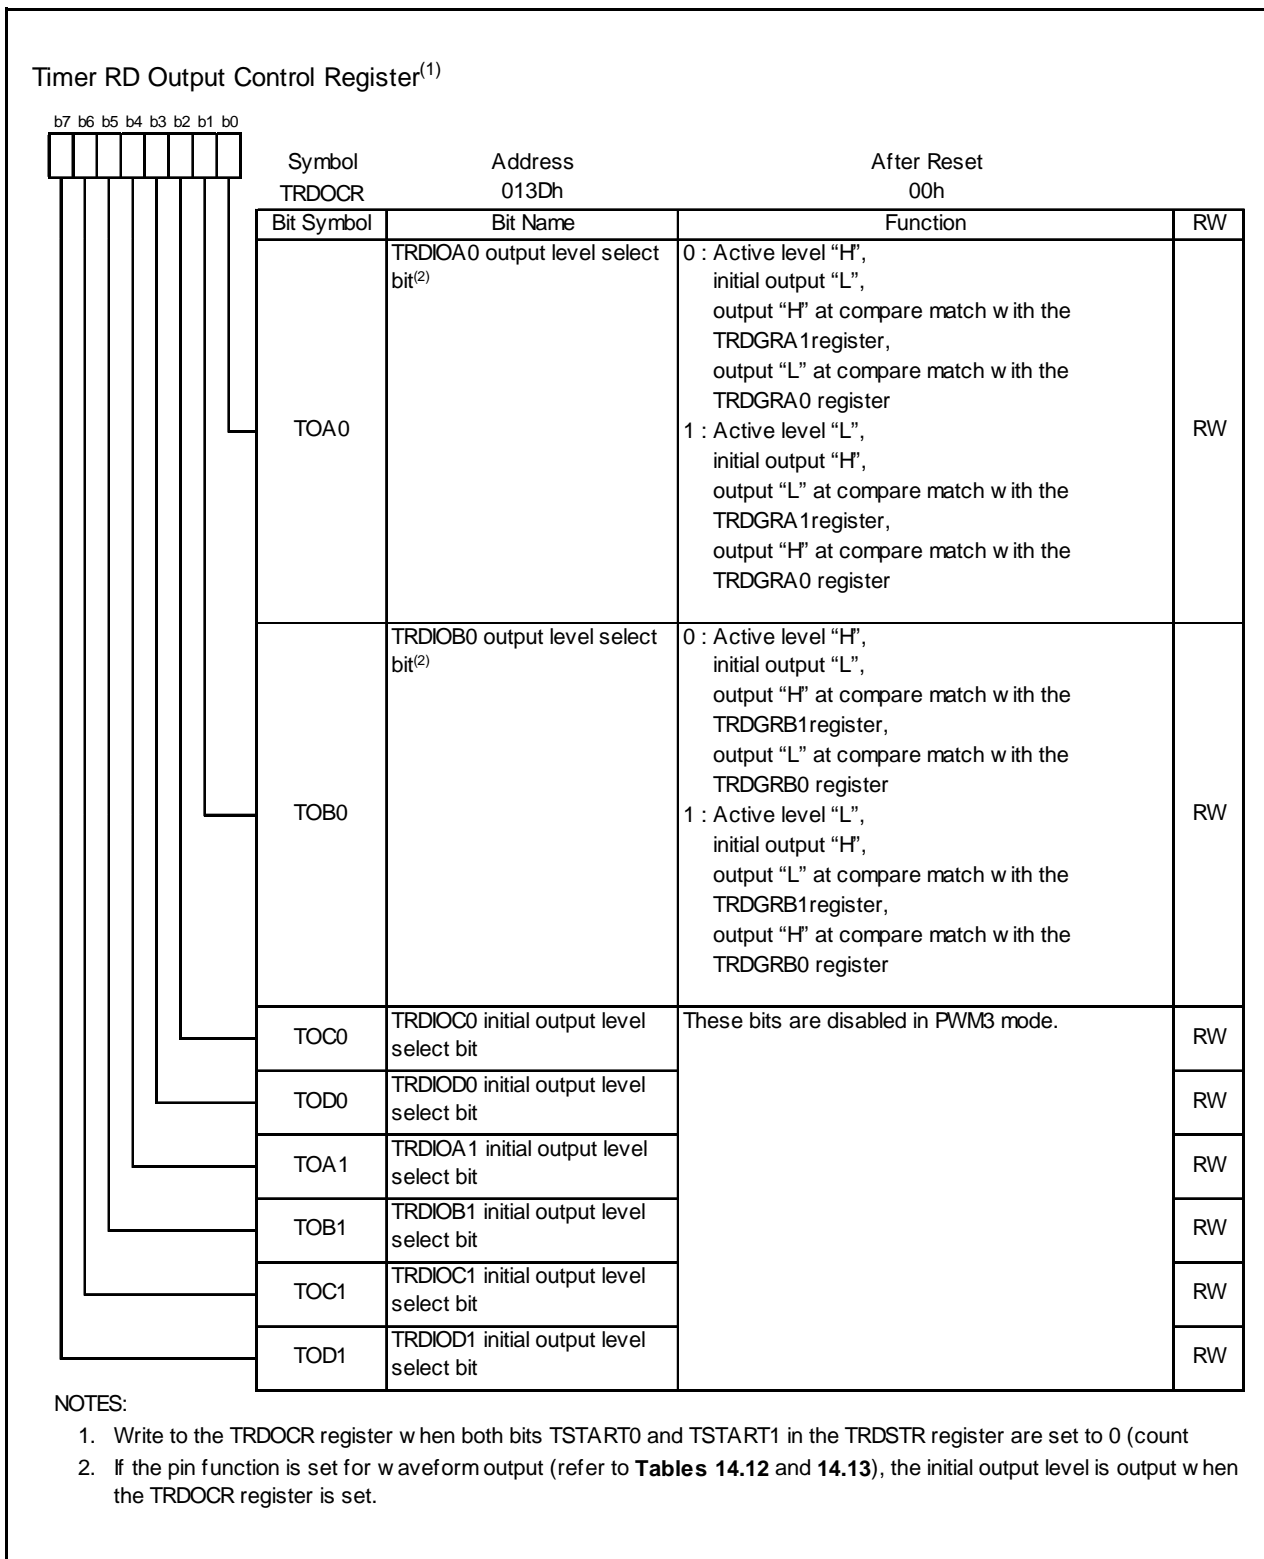 Timer RD Output Control Register(1)
b7 b6 b5 b4 b3 b2 b1 b0
Symbol Address After Reset
TRDOCR 013Dh 00h
Bit Symbol Bit Name Function RW
TOA0 TRDIOA0 output level select bit(2) RW
0 : Active level “H”,
initial output “L”,
output “H” at compare match with the
TRDGRA1register,
output “L” at compare match with the
TRDGRA0 register
1 : Active level “L”,
initial output “H”,
output “L” at compare match with the
TRDGRA1register,
output “H” at compare match with the
TRDGRA0 register
TOB0 TRDIOB0 output level select bit(2) RW
0 : Active level “H”,
initial output “L”,
output “H” at compare match with the
TRDGRB1register,
output “L” at compare match with the
TRDGRB0 register
1 : Active level “L”,
initial output “H”,
output “L” at compare match with the
TRDGRB1register,
output “H” at compare match with the
TRDGRB0 register
TOC0 TRDIOC0 initial output level select bit These bits are disabled in PWM3 mode. RW
TOD0 TRDIOD0 initial output level select bit RW
TOA1 TRDIOA1 initial output level select bit RW
TOB1 TRDIOB1 initial output level select bit RW
TOC1 TRDIOC1 initial output level select bit RW
TOD1 TRDIOD1 initial output level select bit RW
NOTES:
1. Write to the TRDOCR register when both bits TSTART0 and TSTART1 in the TRDSTR register are set to 0 (count
2. If the pin function is set for waveform output (refer to Tables 14.12 and 14.13), the initial output level is output when
the TRDOCR register is set.